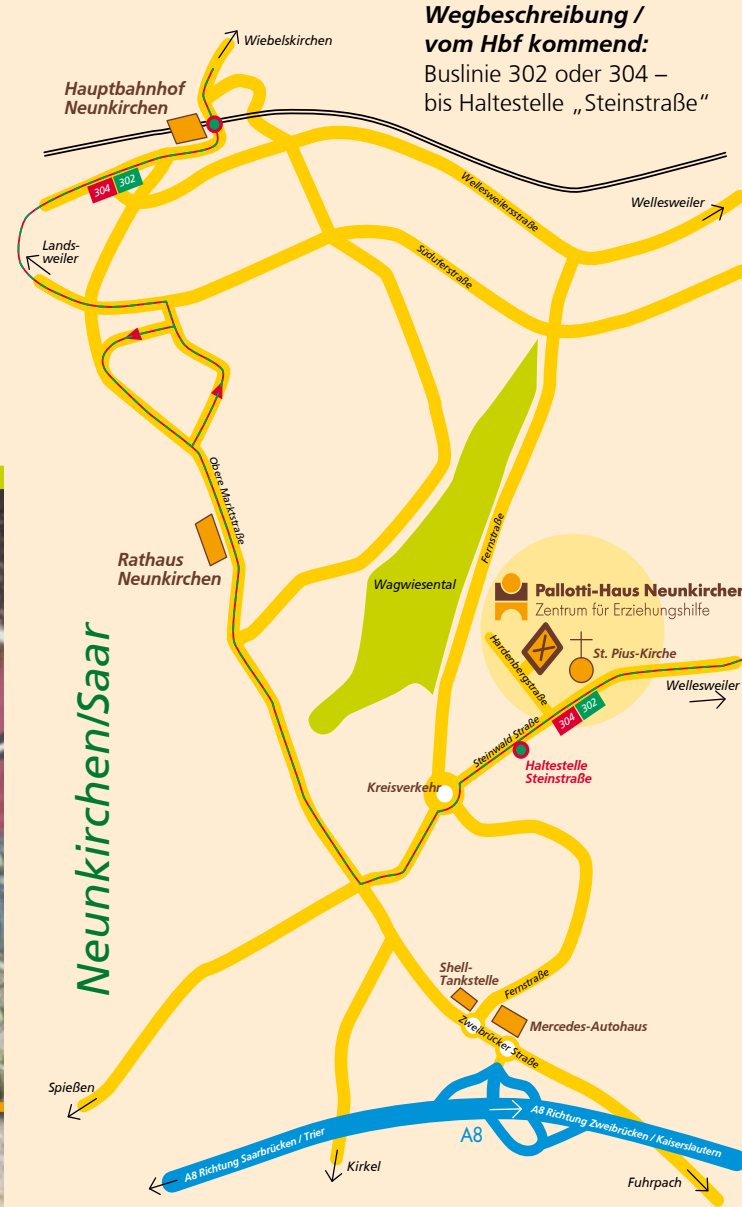 Wegbeschreibung /
vom Hbf kommend:
Buslinie 302 oder 304 –
bis Haltestelle „Steinstraße“
Wiebelskirchen
Hauptbahnhof
Neunkirchen
304 302
Wellesweilersstraße
Wellesweiler
Lands-
weiler
Süduferstraße
Obere Marktstraße
Rathaus
Neunkirchen
Wagwiesental
Fernstraße
Pallotti-Haus Neunkirchen
Zentrum für Erziehungshilfe
Hardenbergstraße
St. Pius-Kirche
Wellesweiler
304 302
Steinwald Straße
Haltestelle
Steinstraße
Kreisverkehr
Neunkirchen/Saar
Shell-
Tankstelle
Fernstraße
Mercedes-Autohaus
Zweibrücker Straße
Spießen
A8 Richtung Saarbrücken / Trier
A8
A8 Richtung Zweibrücken / Kaiserslautern
Kirkel
Fuhrpach